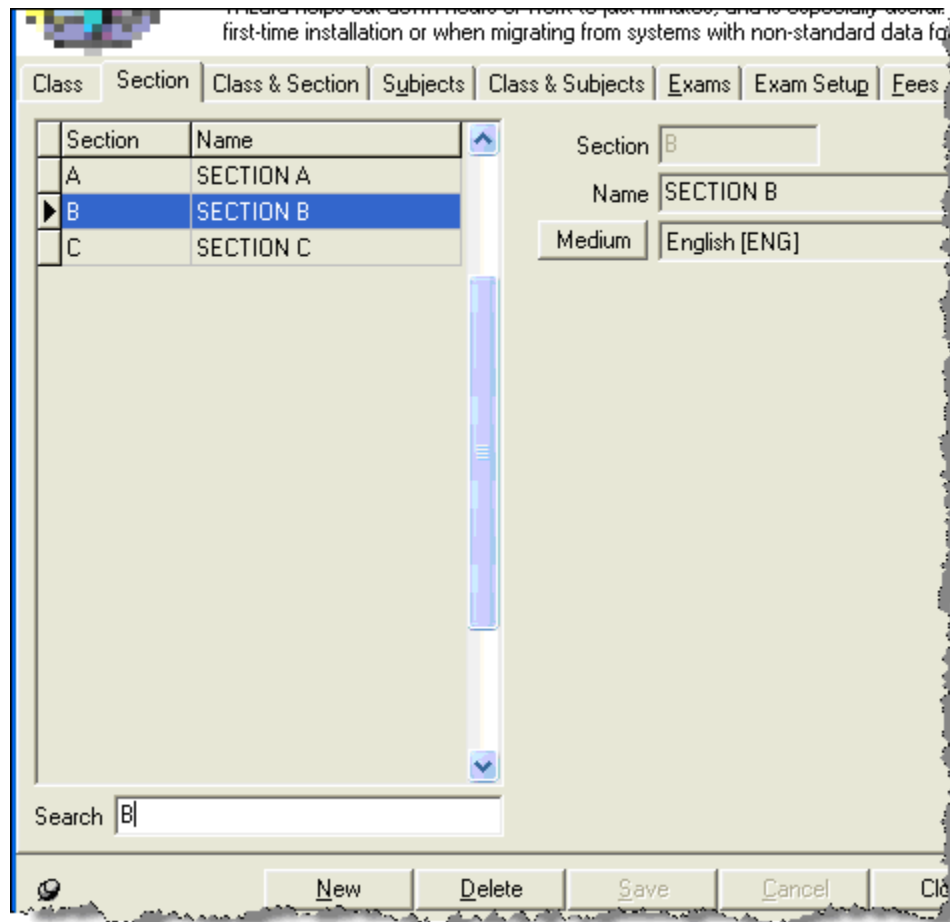 first-time installation or when migrating from systems with non-standard data
Class Section Class & Section Subjects Class & Subjects Exams Exam Setup Fees
Section Name
A SECTION A
B SECTION B
C SECTION C
Section B
Name SECTION B
Medium English [ENG]
Search B
New Delete Save Cancel